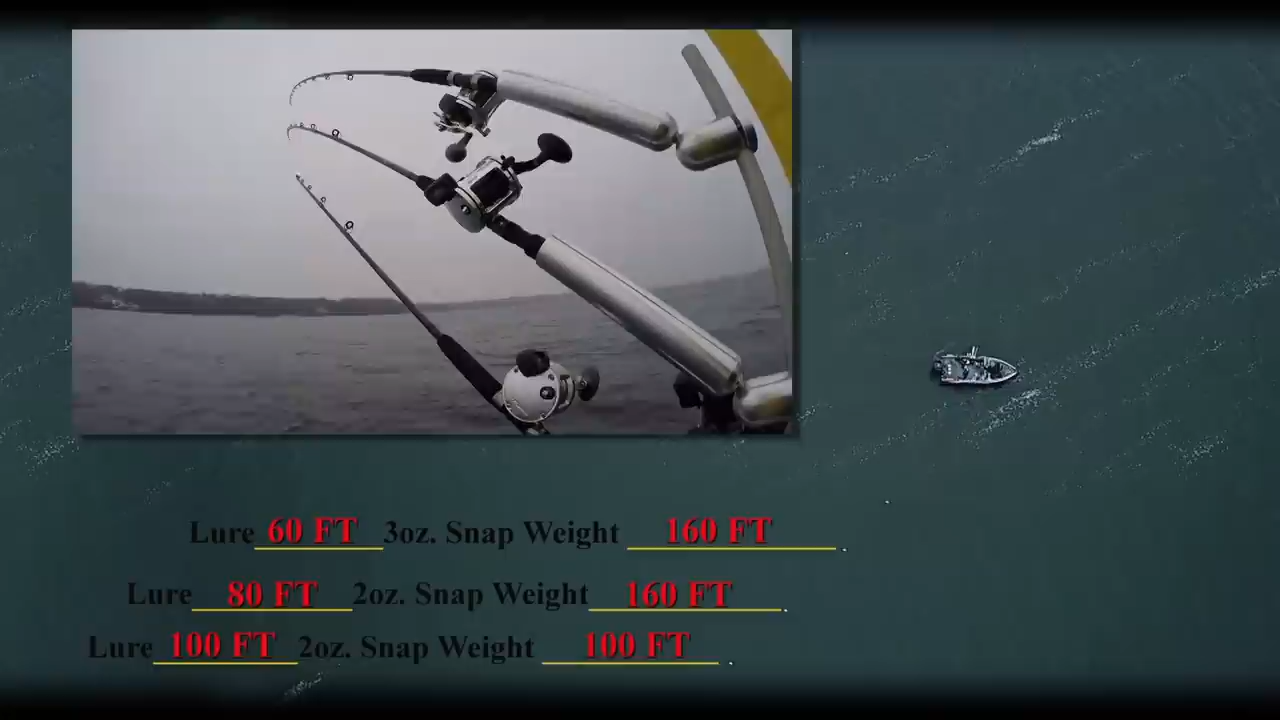 Lure 60 FT 3oz. Snap Weight 160 FT .
Lure 80 FT 2oz. Snap Weight 160 FT .
Lure 100 FT 2oz. Snap Weight 100 FT .